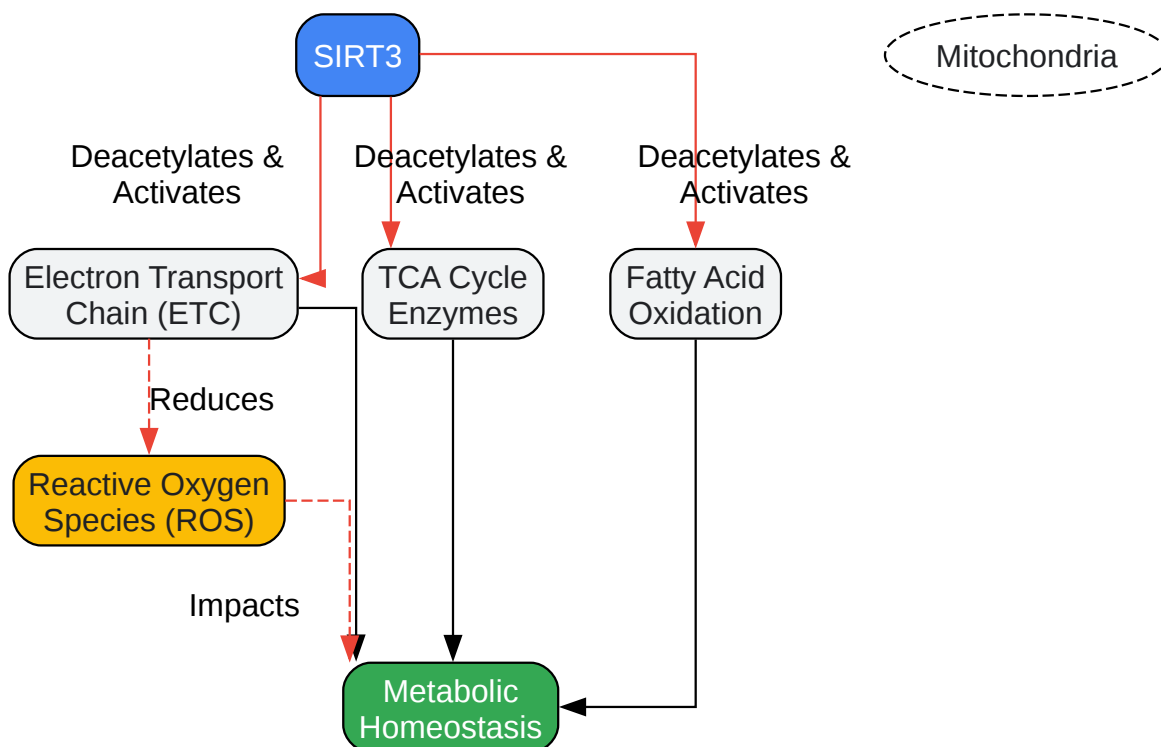 SIRT3
Mitochondria
Deacetylates &
Activates
Deacetylates &
Activates
Deacetylates &
Activates
Electron Transport
Chain (ETC)
TCA Cycle
Enzymes
Fatty Acid
Oxidation
Reduces
Reactive Oxygen
Species (ROS)
Impacts
Metabolic
Homeostasis